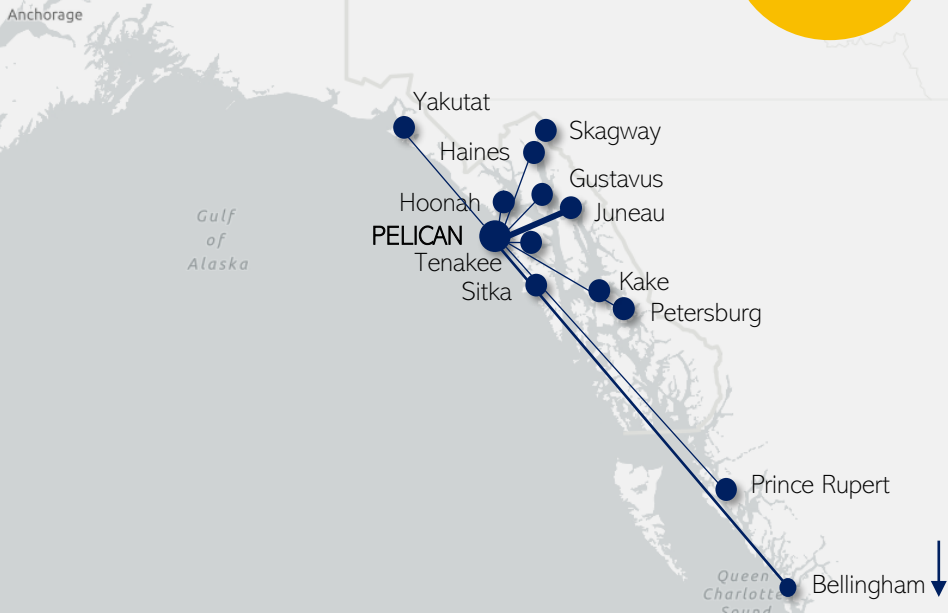 Anchorage
Yakutat
Skagway
Haines
Gustavus
Hoonah
Juneau
Gulf
of
Alaska
PELICAN
Tenakee
Sitka
Kake
Petersburg
Prince Rupert
Queen
Charlotte
Sound
Bellingham